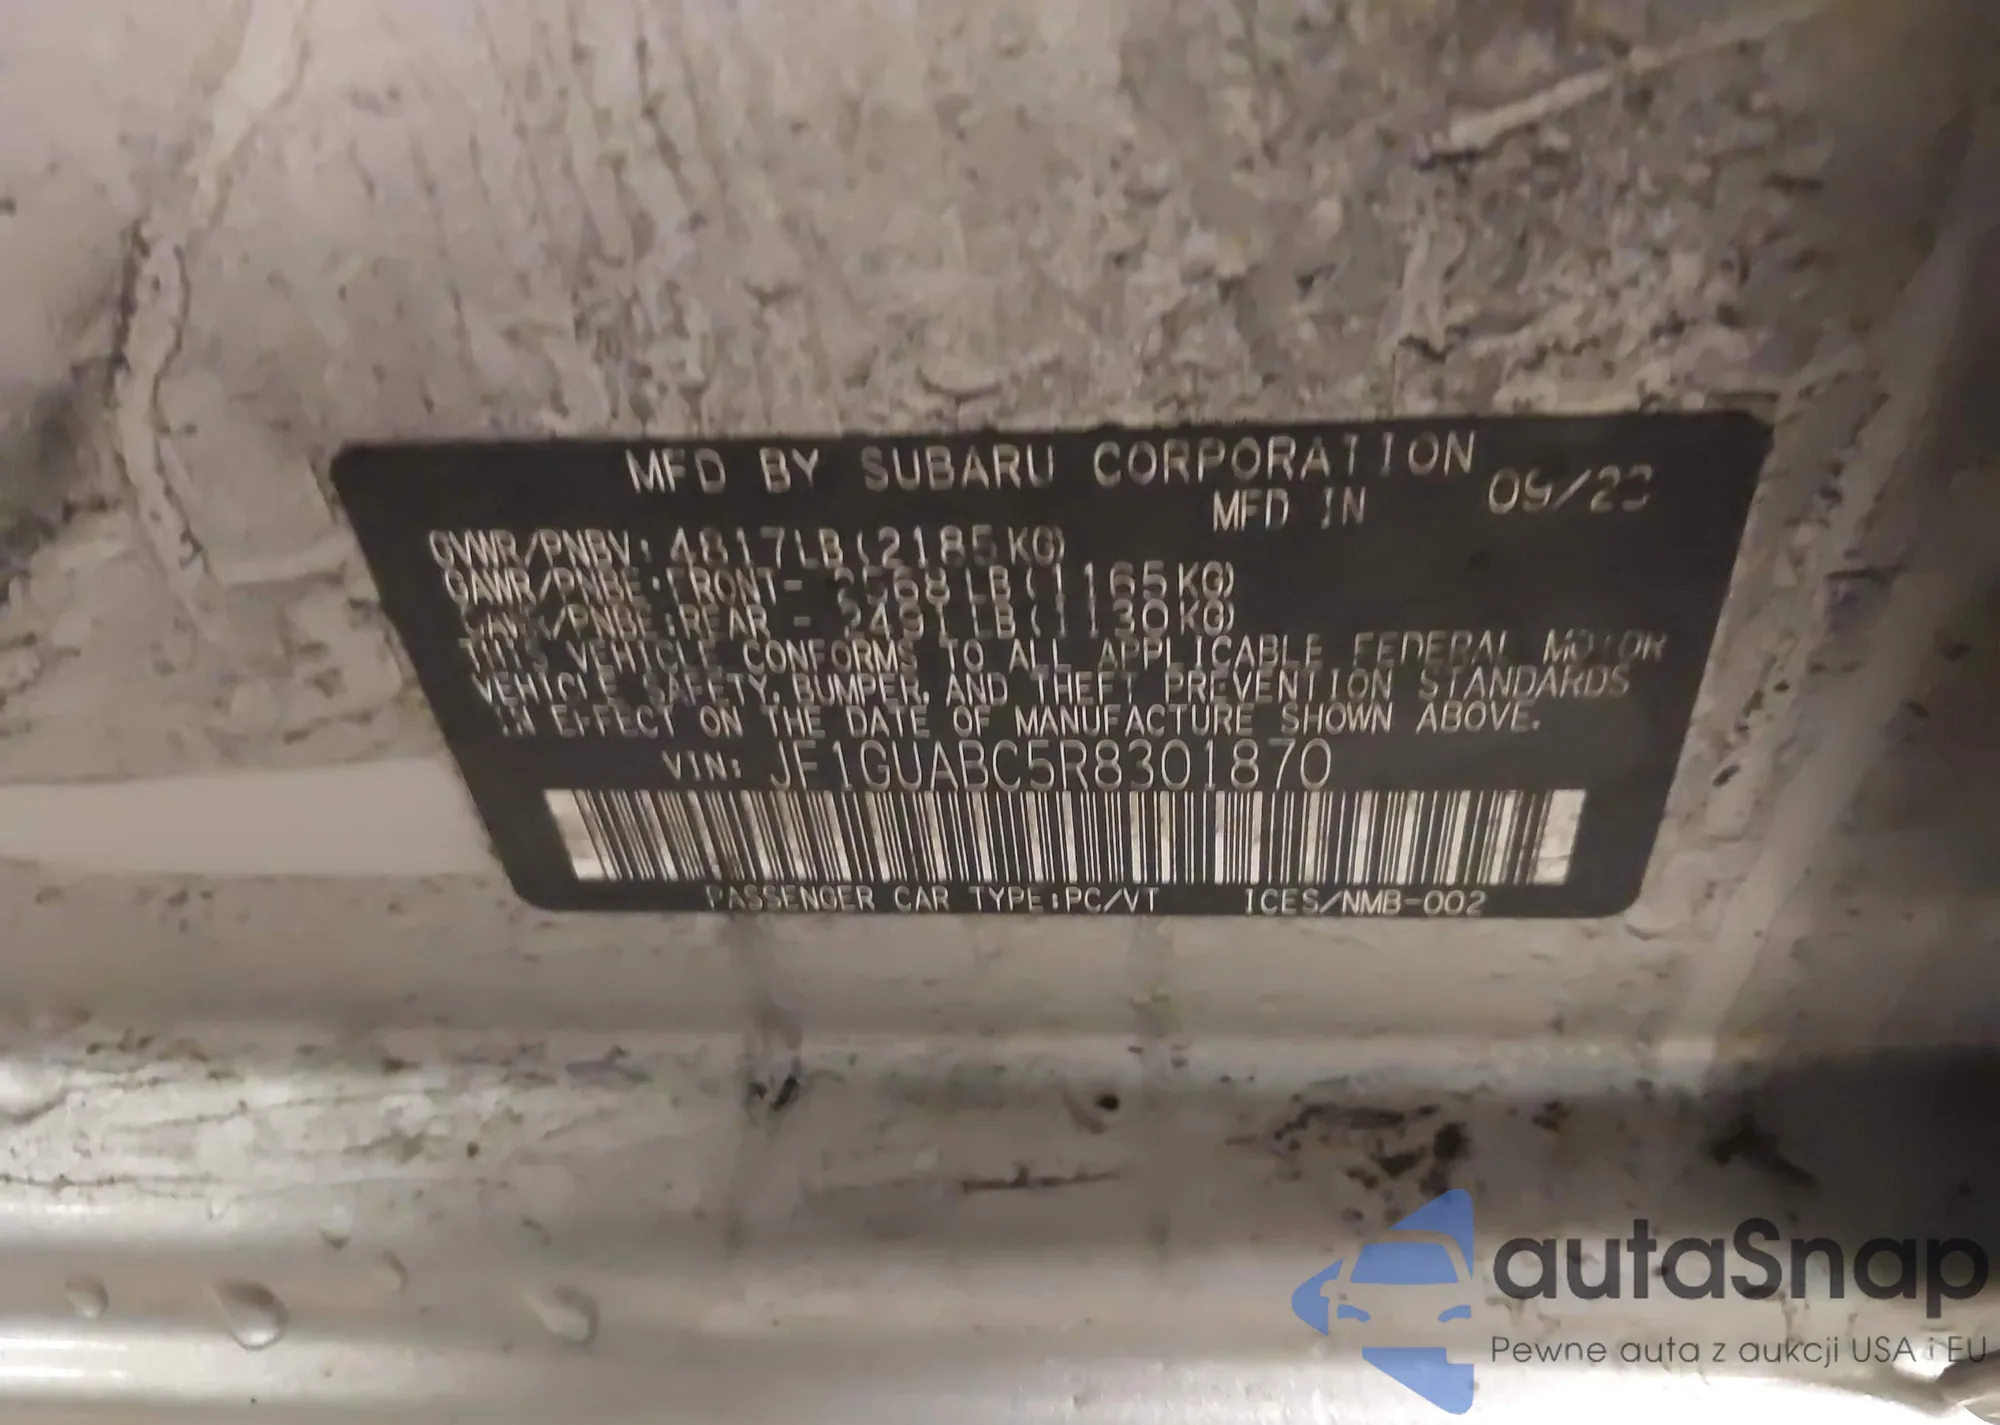 MFD BY SUBARU CORPORATION
MFD IN 09/23
GVWR/PNBV: 4817LB(2185KG)
GAWR/PNBE:FRONT- 2568LB(1165KG)
GAWR/PNBE:REAR - 2491LB(1130KG)
THIS VEHICLE CONFORMS TO ALL APPLICABLE FEDERAL MOTOR
VEHICLE SAFETY, BUMPER, AND THEFT PREVENTION STANDARDS
IN EFFECT ON THE DATE OF MANUFACTURE SHOWN ABOVE.
VIN: JF1GUABC5R8301870
PASSENGER CAR TYPE:PC/VT ICES/NMB-002
autaSnap
Pewne auta z aukcji USA i EU